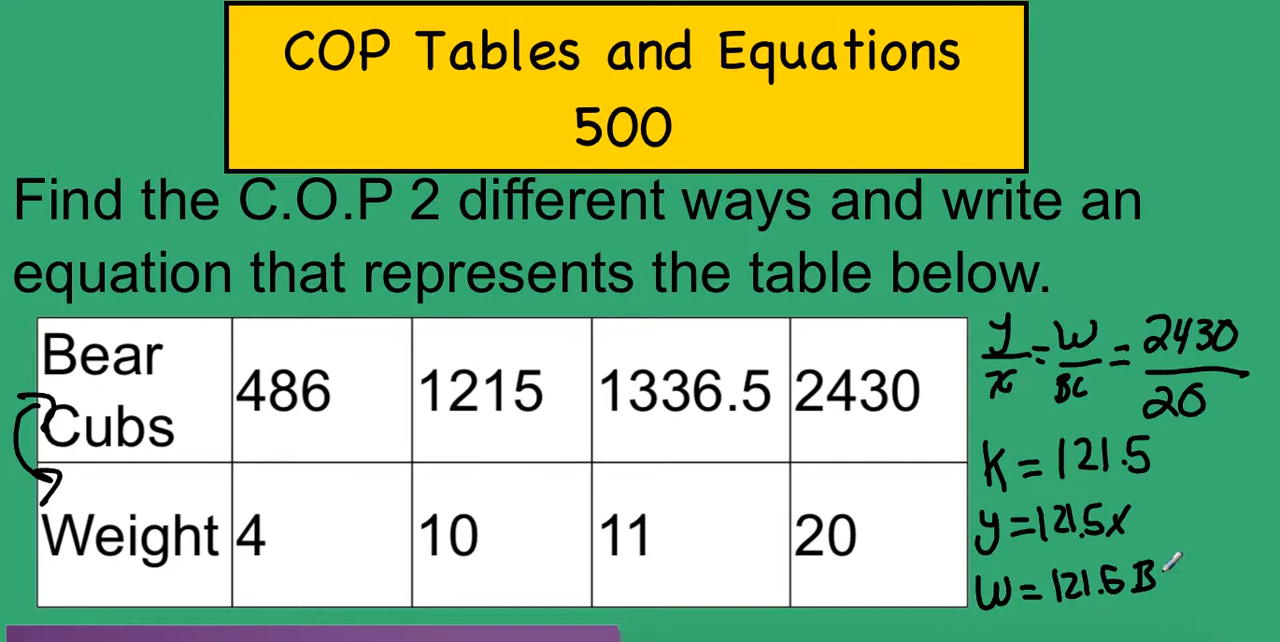 COP Tables and Equations
500
Find the C.O.P 2 different ways and write an
equation that represents the table below.
Bear Cubs 486 1215 1336.5 2430
Weight 4 10 11 20
y/x = W/BC = 2430/20
K = 121.5
y = 121.5x
W = 121.5B